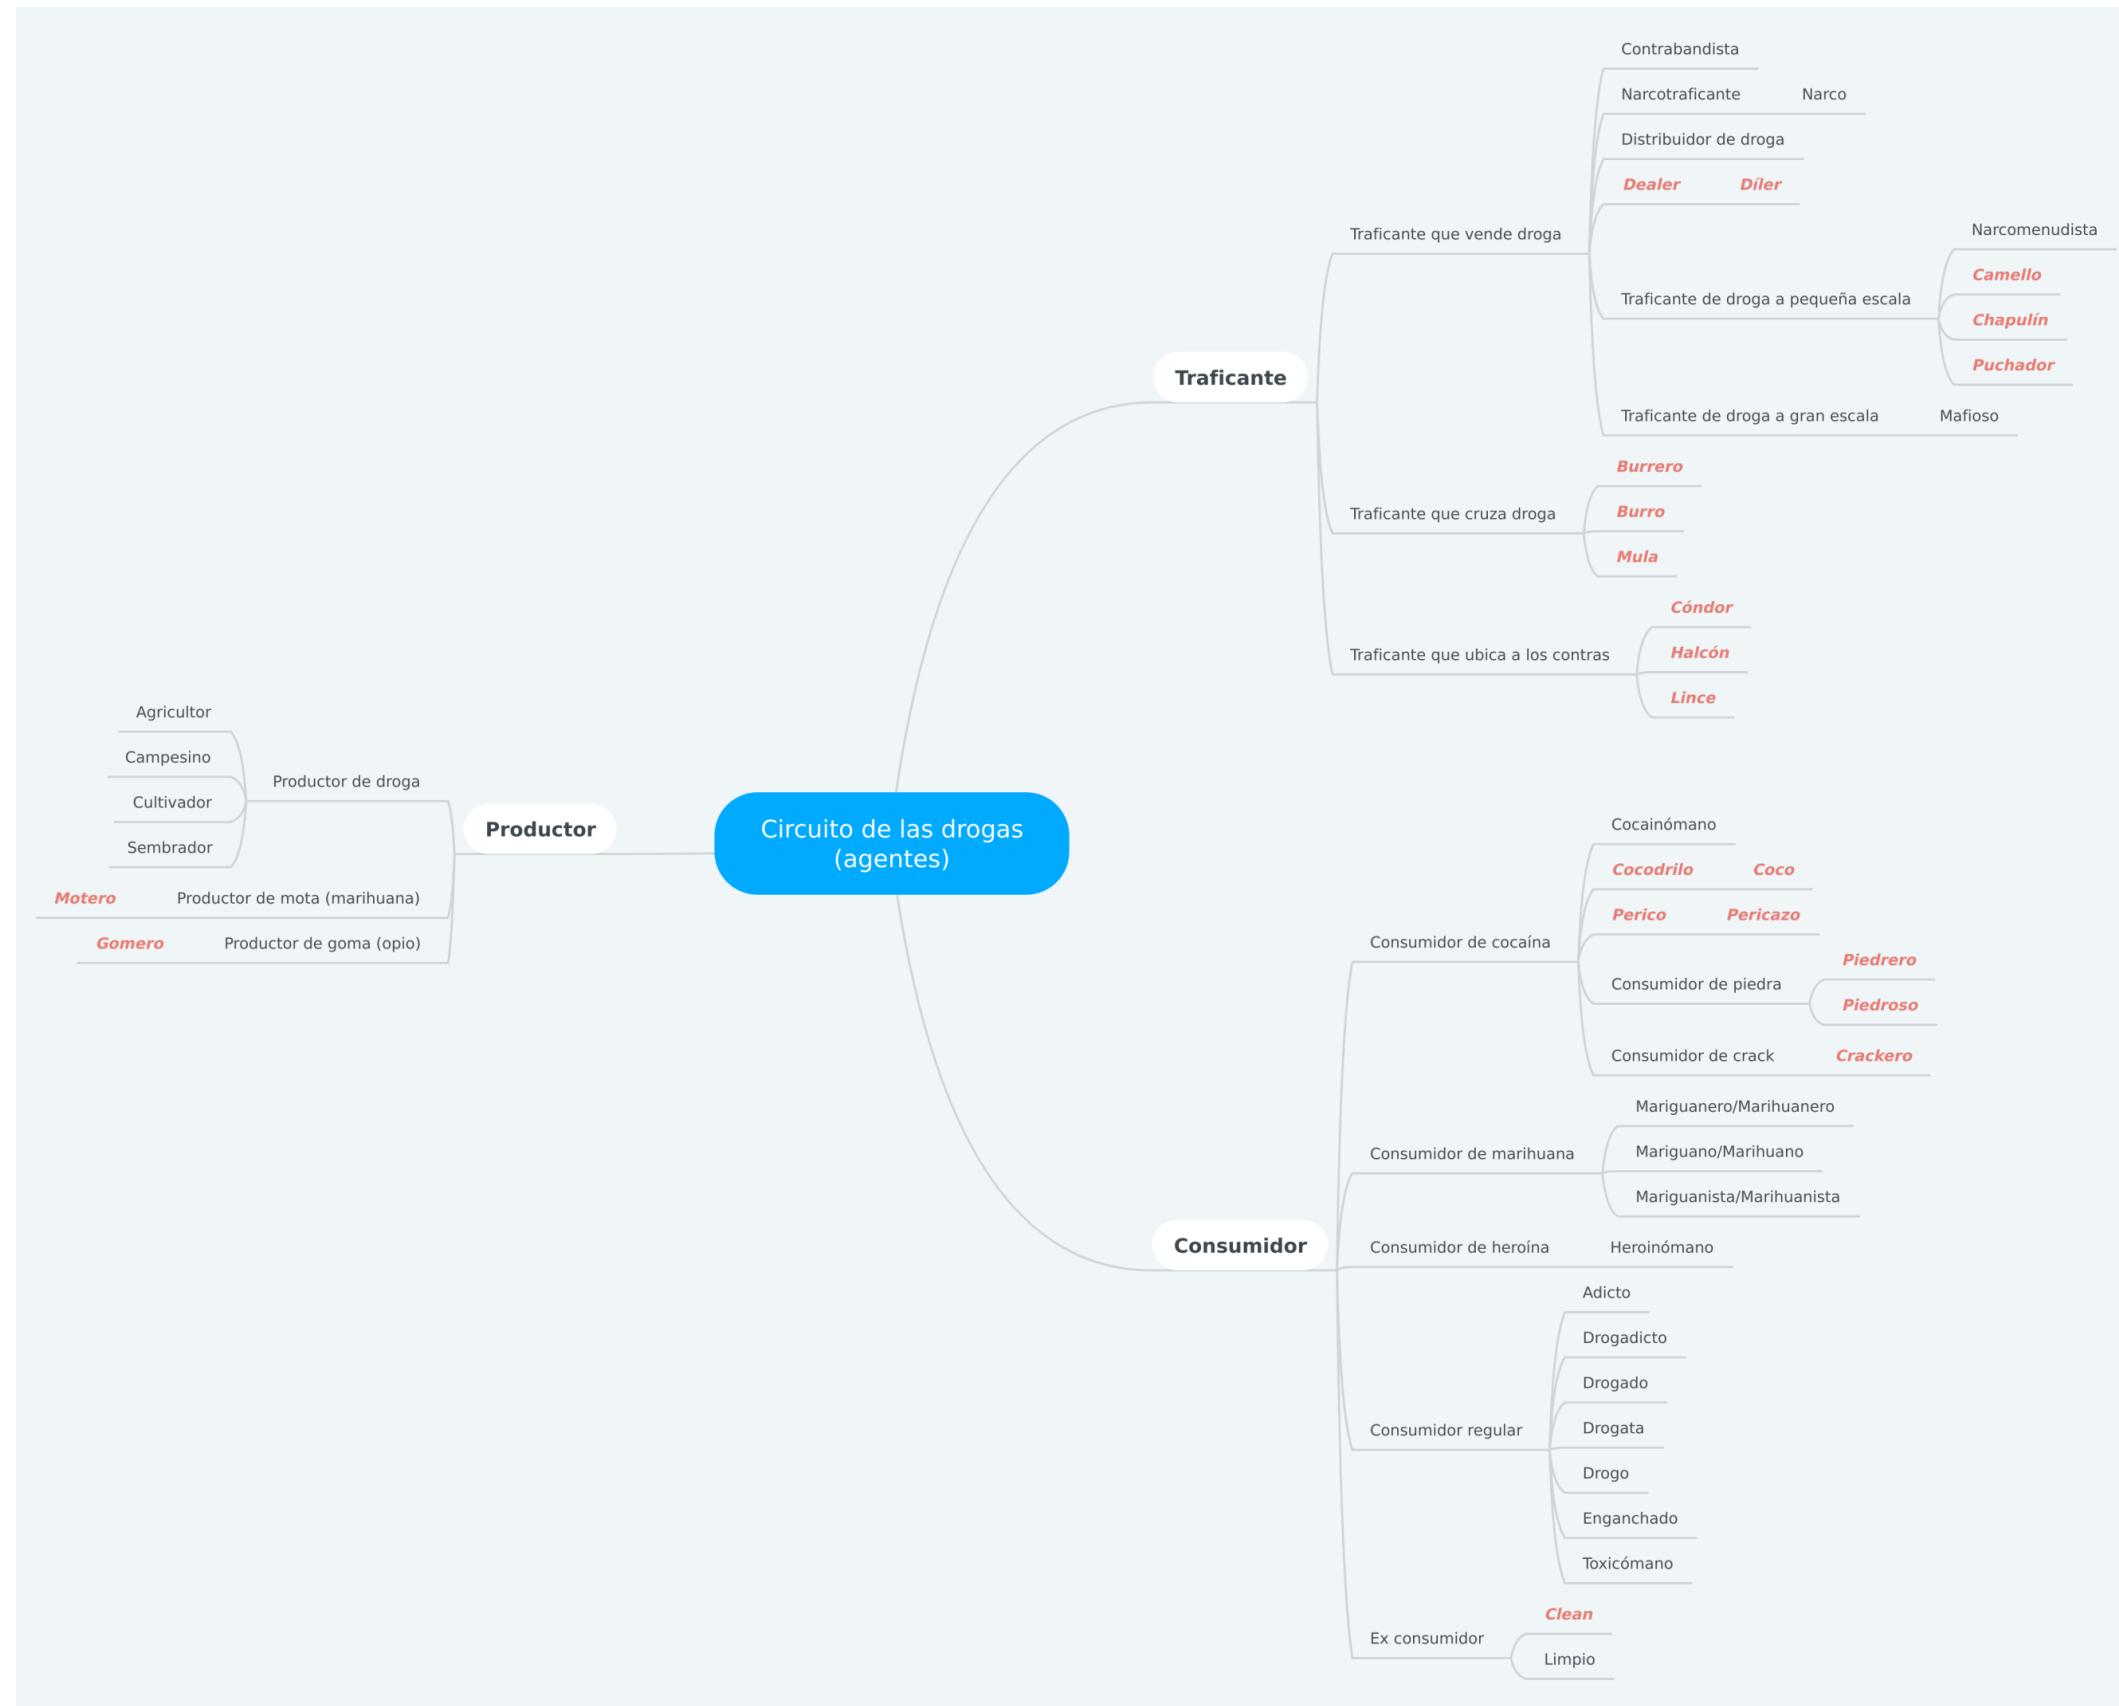 Circuito de las drogas
(agentes)
Traficante
Traficante que vende droga
Contrabandista
Narcotraficante Narco
Distribuidor de droga
Dealer Díler
Traficante de droga a pequeña escala
Narcomenudista
Camello
Chapulín
Puchador
Traficante de droga a gran escala Mafioso
Traficante que cruza droga
Burrero
Burro
Mula
Traficante que ubica a los contras
Cóndor
Halcón
Lince
Productor
Productor de droga
Agricultor
Campesino
Cultivador
Sembrador
Motero Productor de mota (marihuana)
Gomero Productor de goma (opio)
Consumidor
Consumidor de cocaína
Cocainómano
Cocodrilo Coco
Perico Pericazo
Consumidor de piedra
Piedrero
Piedroso
Consumidor de crack Crackero
Consumidor de marihuana
Mariguanero/Marihuanero
Mariguano/Marihuano
Mariguanista/Marihuanista
Consumidor de heroína Heroinómano
Consumidor regular
Adicto
Drogadicto
Drogado
Drogata
Drogo
Enganchado
Toxicómano
Ex consumidor
Clean
Limpio